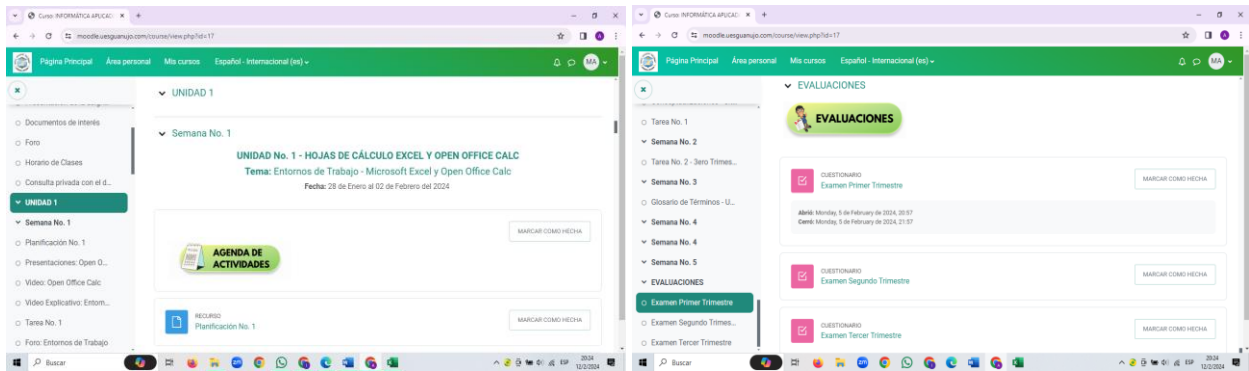 Curso: INFORMÁTICA APLICAD
moodle.uesguanujo.com/course/view.php?id=17
Página Principal Área personal Mis cursos Español - Internacional (es)
MA
Documentos de interés
Foro
Horario de Clases
Consulta privada con el d...
UNIDAD 1
Semana No. 1
Planificación No. 1
Presentaciones: Open O...
Video: Open Office Calc
Video Explicativo: Entorn...
Tarea No. 1
Foro: Entornos de Trabajo
UNIDAD 1
Semana No. 1
UNIDAD No. 1 - HOJAS DE CÁLCULO EXCEL Y OPEN OFFICE CALC
Tema: Entornos de Trabajo - Microsoft Excel y Open Office Calc
Fecha: 28 de Enero al 02 de Febrero del 2024
MARCAR COMO HECHA
AGENDA DE
ACTIVIDADES
RECURSO
Planificación No. 1
MARCAR COMO HECHA
Buscar
ESP
20:24
12/2/2024
Curso: INFORMÁTICA APLICAD
moodle.uesguanujo.com/course/view.php?id=17
Página Principal Área personal Mis cursos Español - Internacional (es)
MA
Tarea No. 1
Semana No. 2
Tarea No. 2 - 3ero Trimes...
Semana No. 3
Glosario de Términos - U...
Semana No. 4
Semana No. 4
Semana No. 5
EVALUACIONES
Examen Primer Trimestre
Examen Segundo Trimes...
Examen Tercer Trimestre
EVALUACIONES
EVALUACIONES
CUESTIONARIO
Examen Primer Trimestre
MARCAR COMO HECHA
Abrió: Monday, 5 de February de 2024, 20:57
Cerró: Monday, 5 de February de 2024, 21:57
CUESTIONARIO
Examen Segundo Trimestre
MARCAR COMO HECHA
CUESTIONARIO
Examen Tercer Trimestre
MARCAR COMO HECHA
Buscar
ESP
20:24
12/2/2024